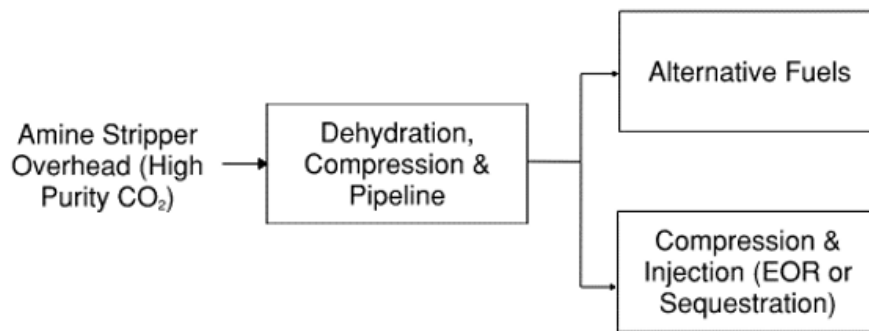 Amine Stripper
Overhead (High
Purity CO₂)
Dehydration,
Compression &
Pipeline
Alternative Fuels
Compression &
Injection (EOR or
Sequestration)